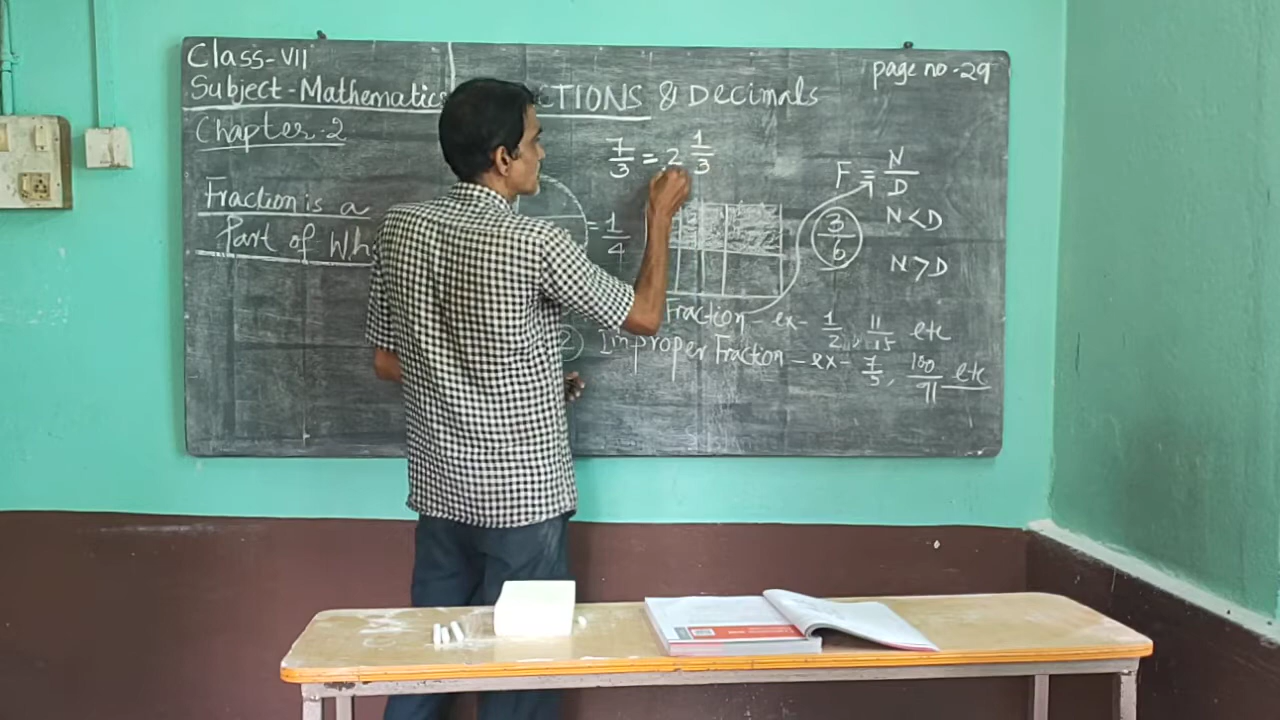 Class-VII
page no-29
Subject-Mathematics CTIONS & Decimals
Chapter-2
7/3 = 2 1/3
F = N/D
Fraction is a
Part of Wh
= 1/4
3/6
N < D
N > D
Fraction - ex- 1/2, 11/15 etc
2 Improper Fraction - ex- 7/5, 100/91 etc